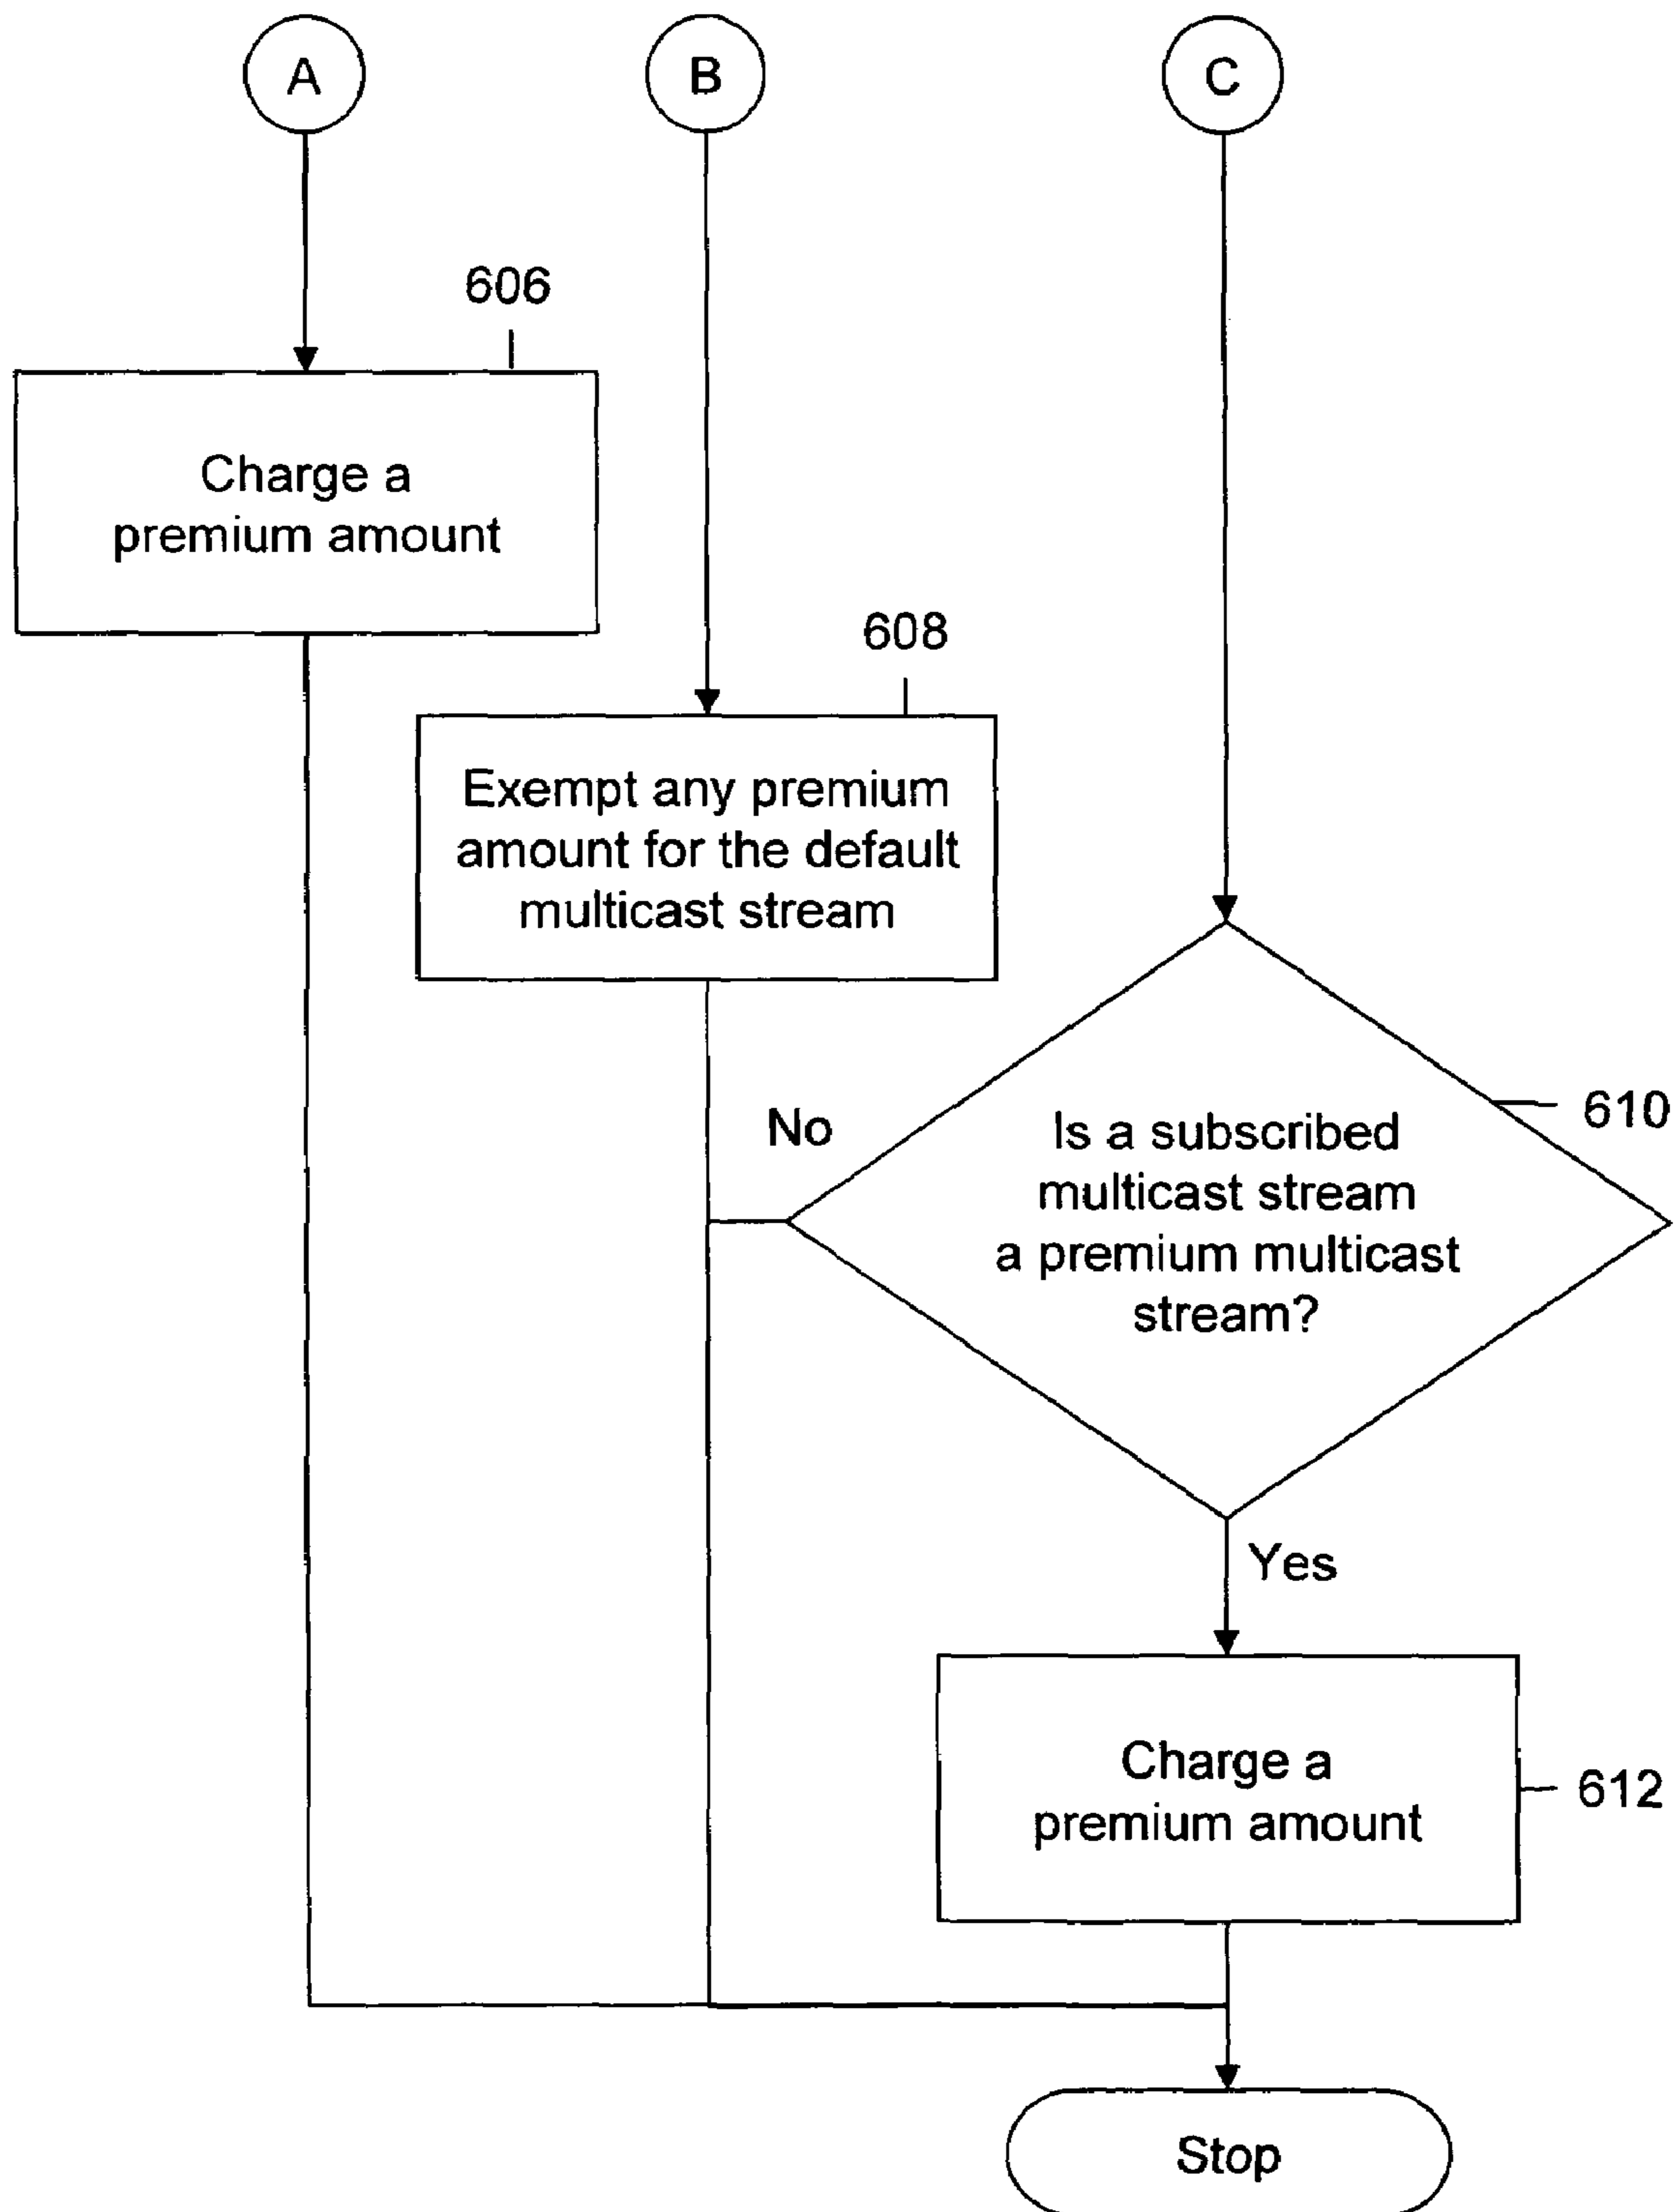 A
B
C
606
Charge a
premium amount
608
Exempt any premium
amount for the default
multicast stream
No
610
Is a subscribed
multicast stream
a premium multicast
stream?
Yes
Charge a
premium amount
612
Stop